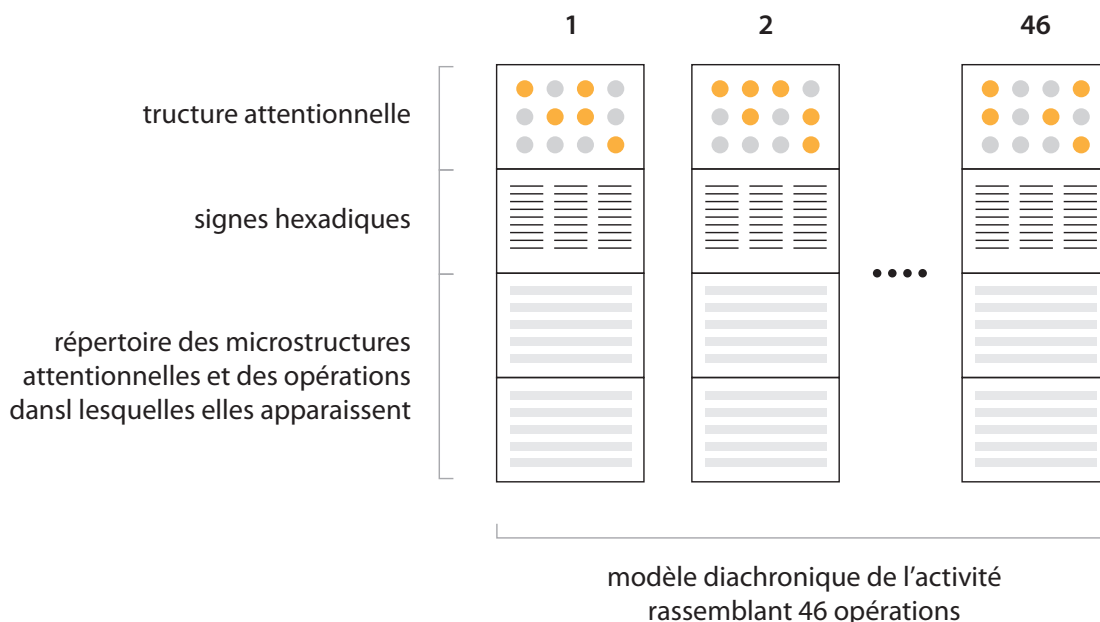 1 2 46
tructure attentionnelle
signes hexadiques
répertoire des microstructures
attentionnelles et des opérations
dansl lesquelles elles apparaissent
modèle diachronique de l’activité
rassemblant 46 opérations